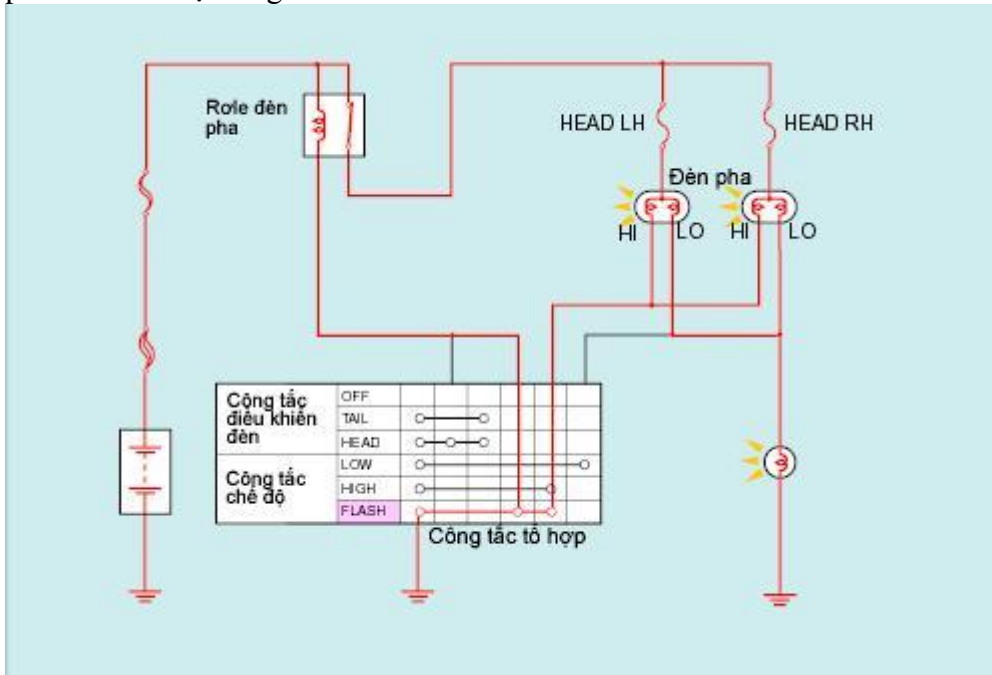 Rơle đèn
pha
HEAD LH
HEAD RH
Đèn pha
HI
LO
HI
LO
Công tắc
điều khiển
đèn
OFF
TAIL
HEAD
Công tắc
chế độ
LOW
HIGH
FLASH
Công tắc tổ hợp